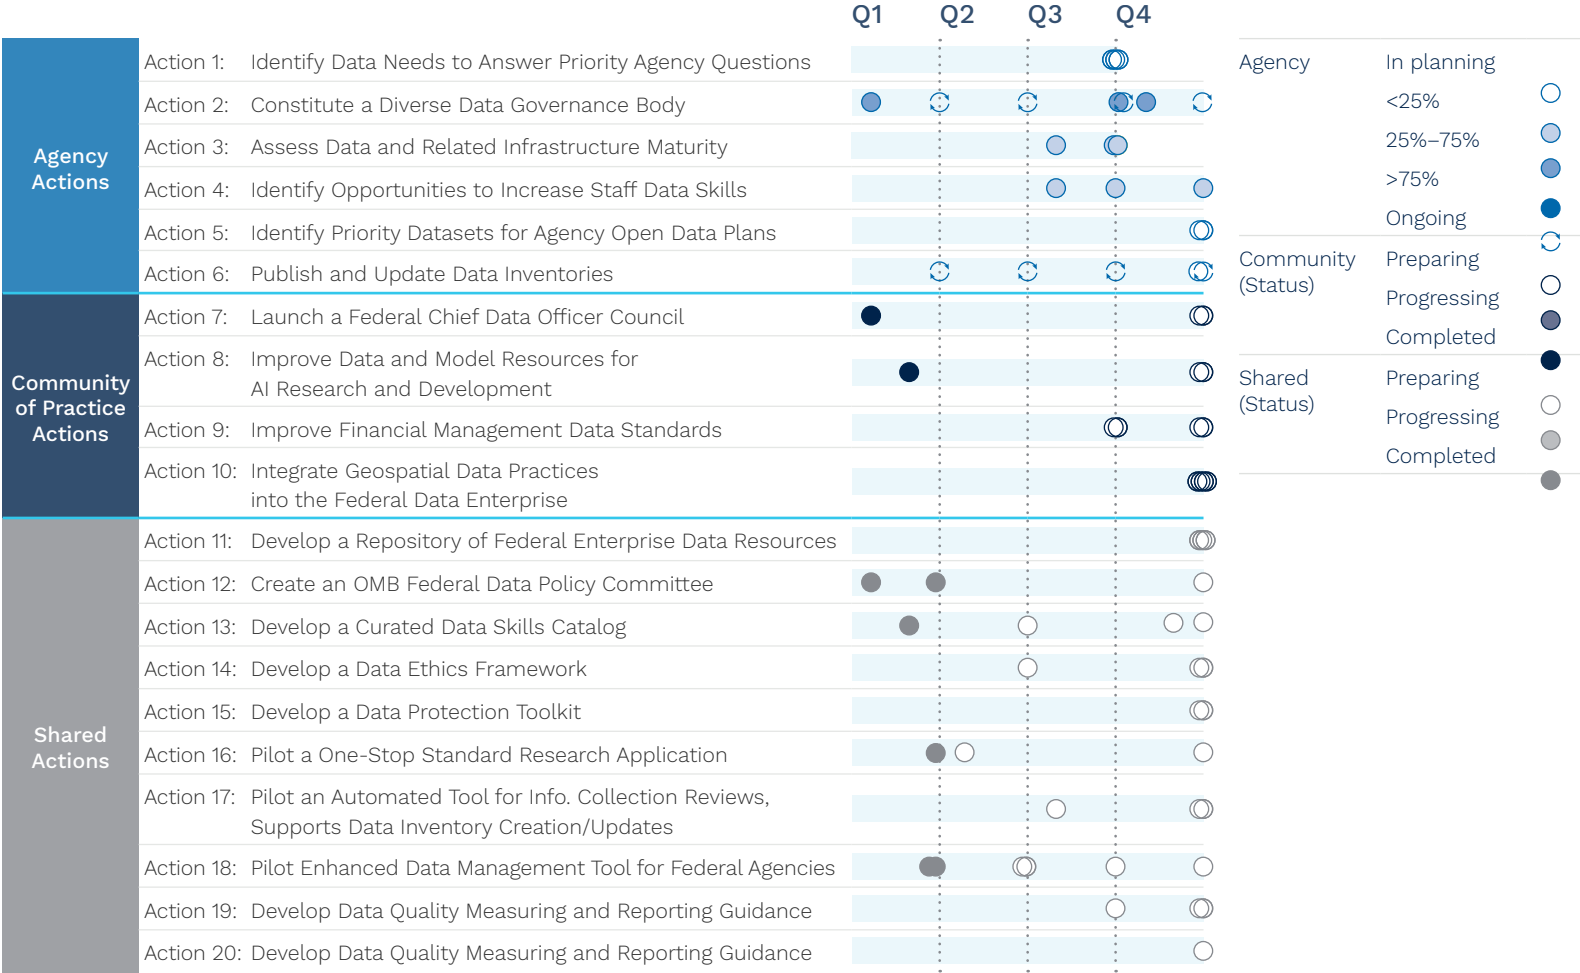 Q1 Q2 Q3 Q4
Agency Actions
Action 1: Identify Data Needs to Answer Priority Agency Questions
Action 2: Constitute a Diverse Data Governance Body
Action 3: Assess Data and Related Infrastructure Maturity
Action 4: Identify Opportunities to Increase Staff Data Skills
Action 5: Identify Priority Datasets for Agency Open Data Plans
Action 6: Publish and Update Data Inventories
Community
of Practice
Actions
Action 7: Launch a Federal Chief Data Officer Council
Action 8: Improve Data and Model Resources for
AI Research and Development
Action 9: Improve Financial Management Data Standards
Action 10: Integrate Geospatial Data Practices
into the Federal Data Enterprise
Shared
Actions
Action 11: Develop a Repository of Federal Enterprise Data Resources
Action 12: Create an OMB Federal Data Policy Committee
Action 13: Develop a Curated Data Skills Catalog
Action 14: Develop a Data Ethics Framework
Action 15: Develop a Data Protection Toolkit
Action 16: Pilot a One-Stop Standard Research Application
Action 17: Pilot an Automated Tool for Info. Collection Reviews,
Supports Data Inventory Creation/Updates
Action 18: Pilot Enhanced Data Management Tool for Federal Agencies
Action 19: Develop Data Quality Measuring and Reporting Guidance
Action 20: Develop Data Quality Measuring and Reporting Guidance
Agency In planning
<25%
25%–75%
>75%
Ongoing
Community Preparing
(Status)
Progressing
Completed
Shared Preparing
(Status)
Progressing
Completed